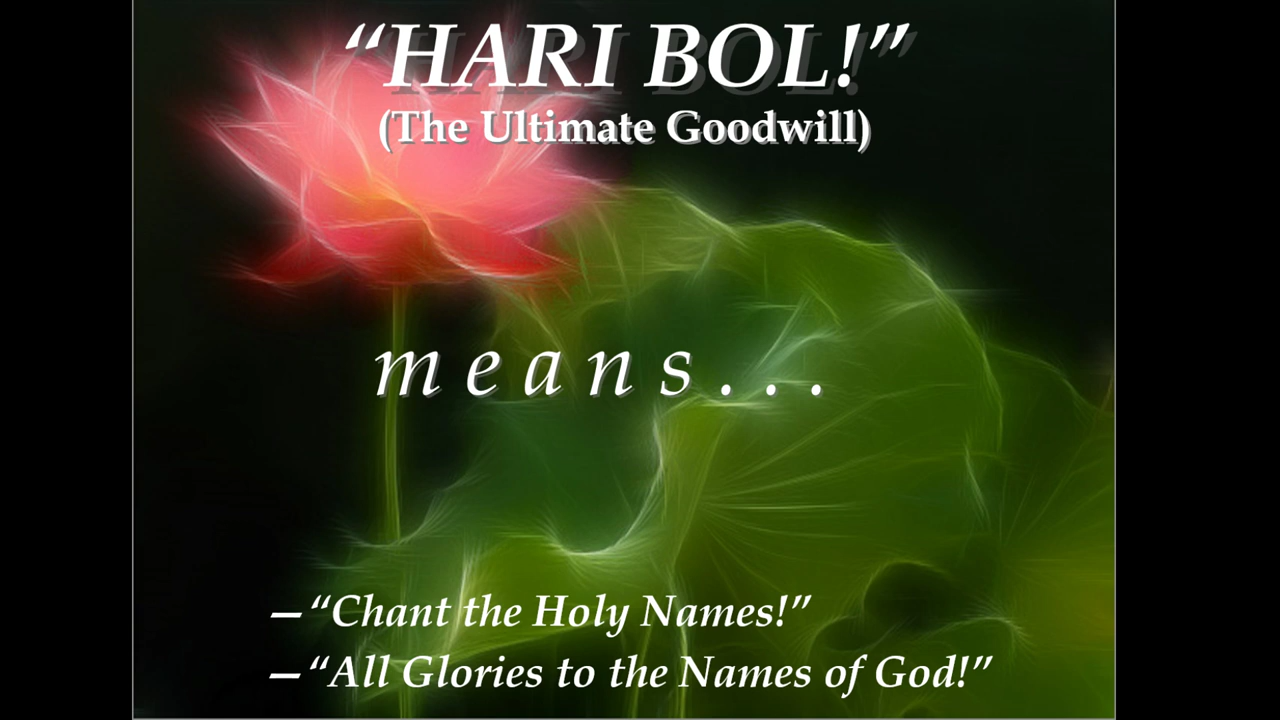 “HARI BOL!”
(The Ultimate Goodwill)
m e a n s . . .
—“Chant the Holy Names!”
—“All Glories to the Names of God!”